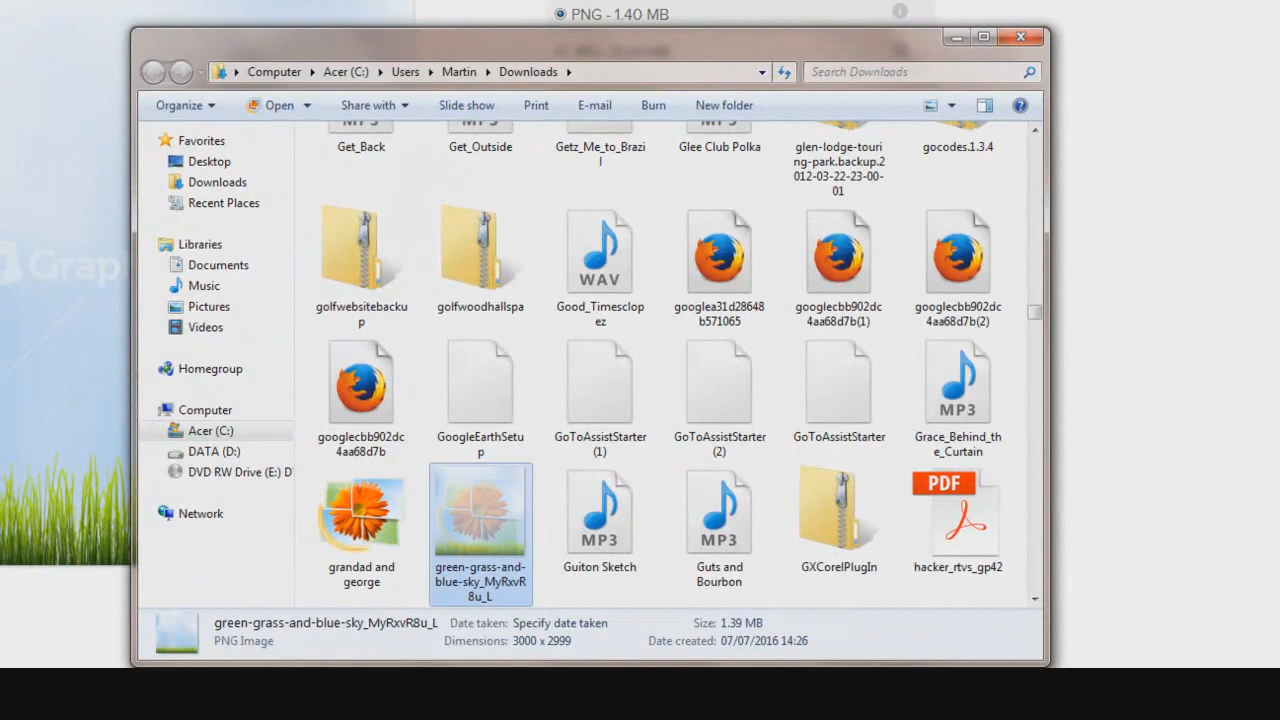 PNG - 1.40 MB
Computer Acer (C:) Users Martin Downloads
Search Downloads
Organize Open Share with Slide show Print E-mail Burn New folder
Favorites
Desktop
Downloads
Recent Places
Libraries
Documents
Music
Pictures
Videos
Homegroup
Computer
Acer (C:)
DATA (D:)
DVD RW Drive (E:) D
Network
Grap
MP3
MP3
MP3
Get_Back
Get_Outside
Getz_Me_to_Brazi
l
Glee Club Polka
glen-lodge-touri
ng-park.backup.2
012-03-22-23-00-
01
gocodes.1.3.4
golfwebsitebacku
p
golfwoodhallspa
WAV
Good_Timesclop
ez
googlea31d28648
b571065
googlecbb902dc
4aa68d7b(1)
googlecbb902dc
4aa68d7b(2)
googlecbb902dc
4aa68d7b
GoogleEarthSetu
p
GoToAssistStarter
(1)
GoToAssistStarter
(2)
GoToAssistStarter
MP3
Grace_Behind_th
e_Curtain
grandad and
george
green-grass-and-
blue-sky_MyRxvR
8u_L
MP3
Guiton Sketch
MP3
Guts and
Bourbon
GXCorelPlugIn
PDF
hacker_rtvs_gp42
green-grass-and-blue-sky_MyRxvR8u_L Date taken: Specify date taken Size: 1.39 MB
PNG Image Dimensions: 3000 x 2999 Date created: 07/07/2016 14:26